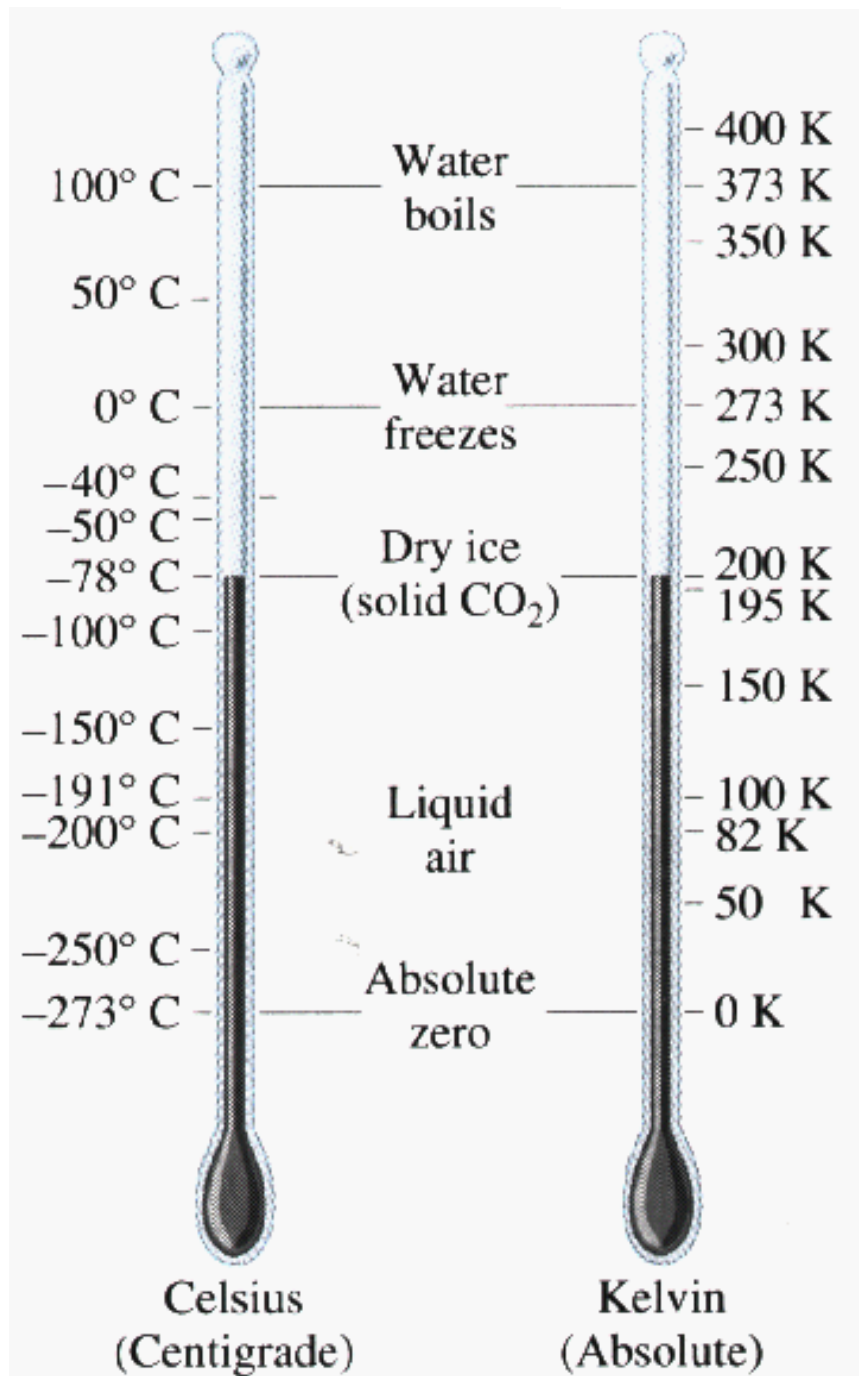 400 K
100° C
Water
boils
373 K
350 K
50° C
300 K
0° C
Water
freezes
273 K
250 K
–40° C
–50° C
–78° C
Dry ice
(solid CO₂)
200 K
195 K
–100° C
150 K
–150° C
–191° C
–200° C
Liquid
air
100 K
82 K
50 K
–250° C
–273° C
Absolute
zero
0 K
Celsius
(Centigrade)
Kelvin
(Absolute)